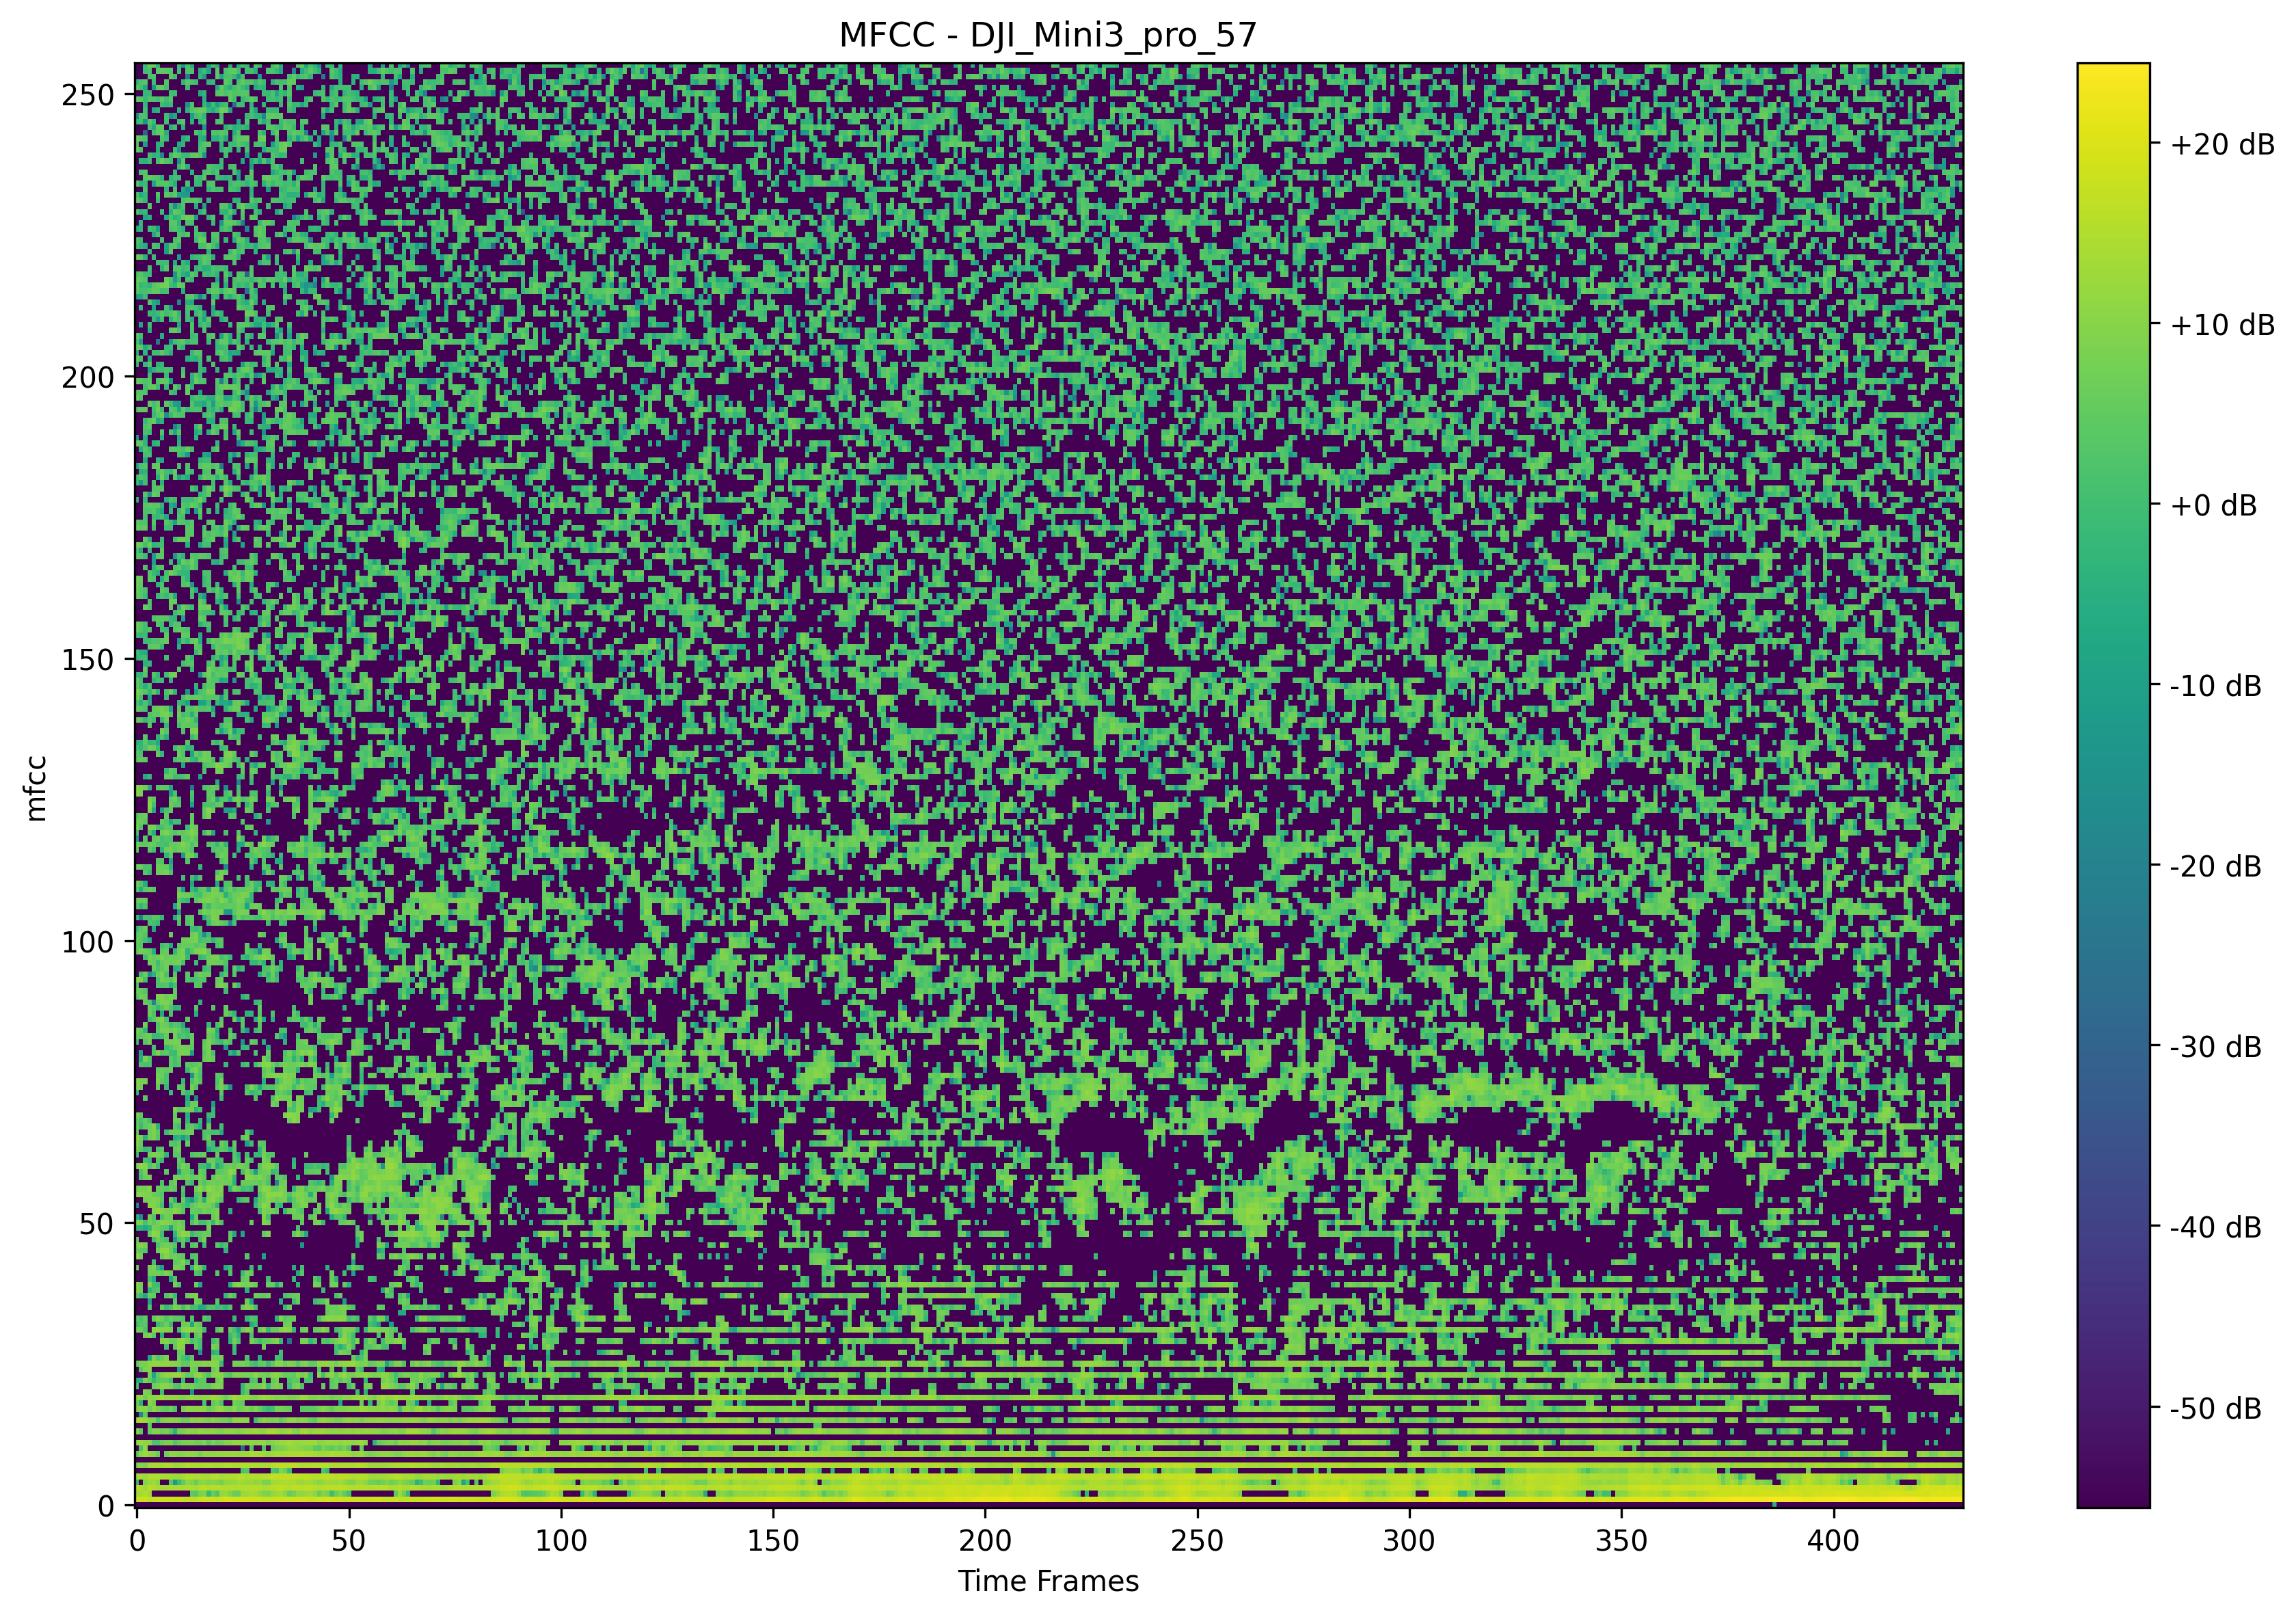 MFCC - DJI_Mini3_pro_57
250
200
150
100
50
0
mfcc
0 50 100 150 200 250 300 350 400
Time Frames
+20 dB
+10 dB
+0 dB
-10 dB
-20 dB
-30 dB
-40 dB
-50 dB